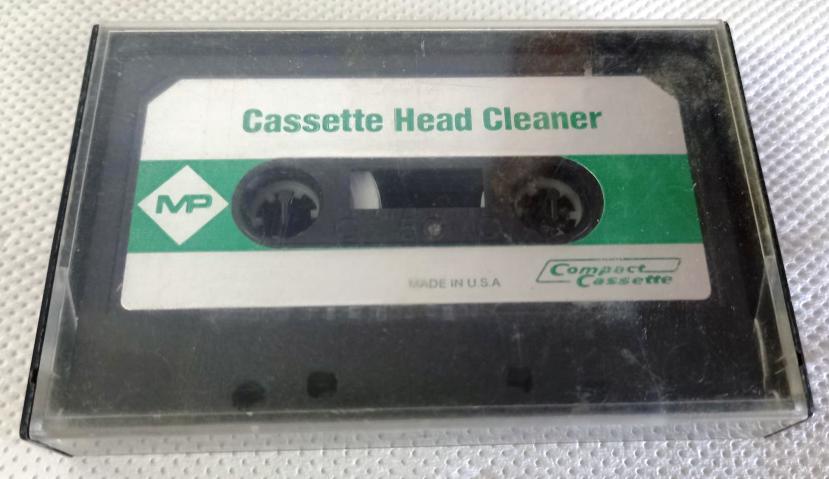 Cassette Head Cleaner
MP
MADE IN U.S.A
Compact
Cassette